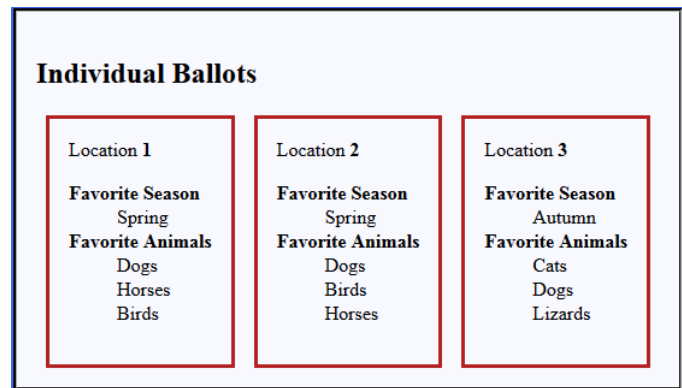 Individual Ballots
Location 1
Favorite Season
Spring
Favorite Animals
Dogs
Horses
Birds
Location 2
Favorite Season
Spring
Favorite Animals
Dogs
Birds
Horses
Location 3
Favorite Season
Autumn
Favorite Animals
Cats
Dogs
Lizards